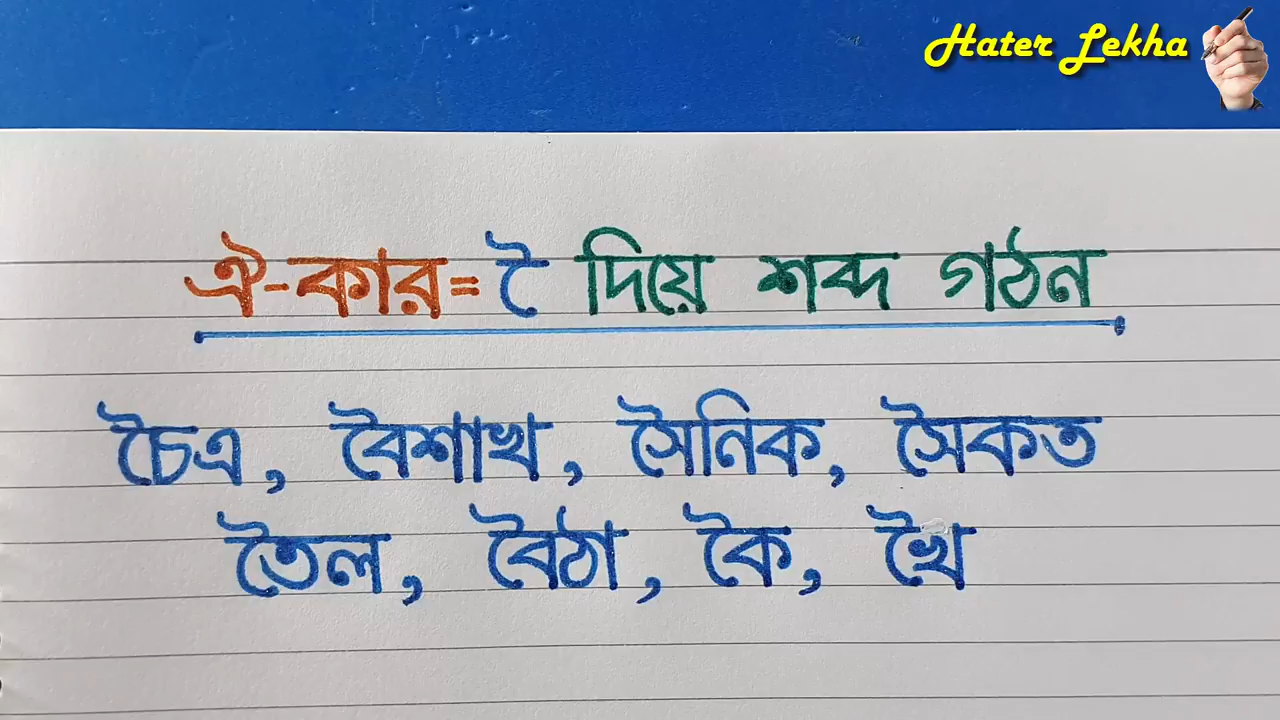 Hater Lekha
ঐ-কার= ৈ দিয়ে শব্দ গঠন
চৈত্র, বৈশাখ, সৈনিক, সৈকত
তৈল, বৈঠা, কৈ, খৈ